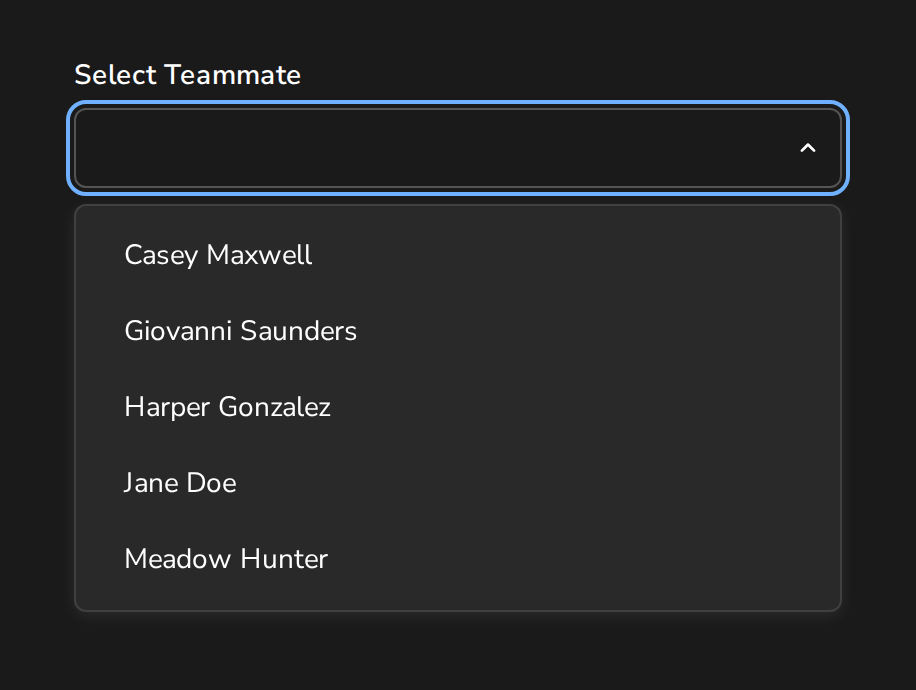 Select Teammate
Casey Maxwell
Giovanni Saunders
Harper Gonzalez
Jane Doe
Meadow Hunter